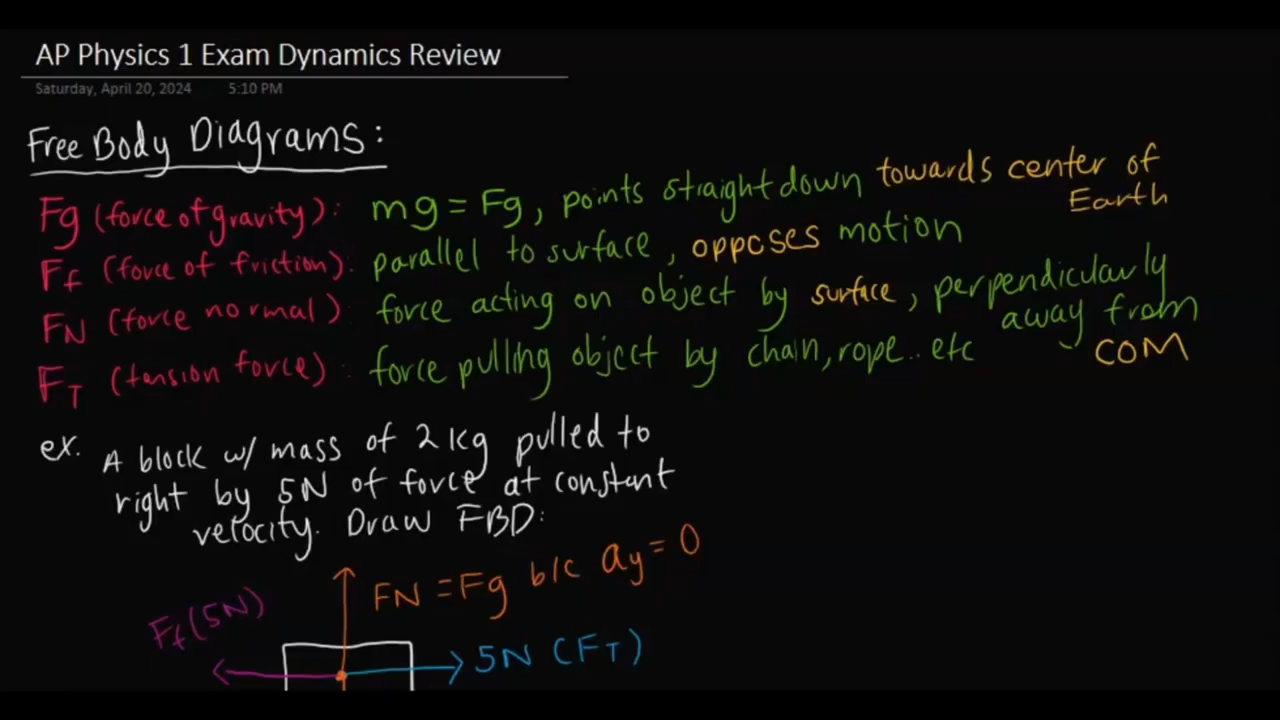 AP Physics 1 Exam Dynamics Review
Saturday, April 20, 2024 5:10 PM
Free Body Diagrams:
Fg (force of gravity): mg = Fg, points straight down towards center of Earth
Ff (force of friction): parallel to surface, opposes motion
FN (force normal): force acting on object by surface, perpendicularly away from COM
FT (tension force): force pulling object by chain, rope.. etc
ex. A block w/ mass of 2kg pulled to
right by 5N of force at constant
velocity. Draw FBD:
FN = Fg b/c ay = 0
Ff (5N)
5N (FT)